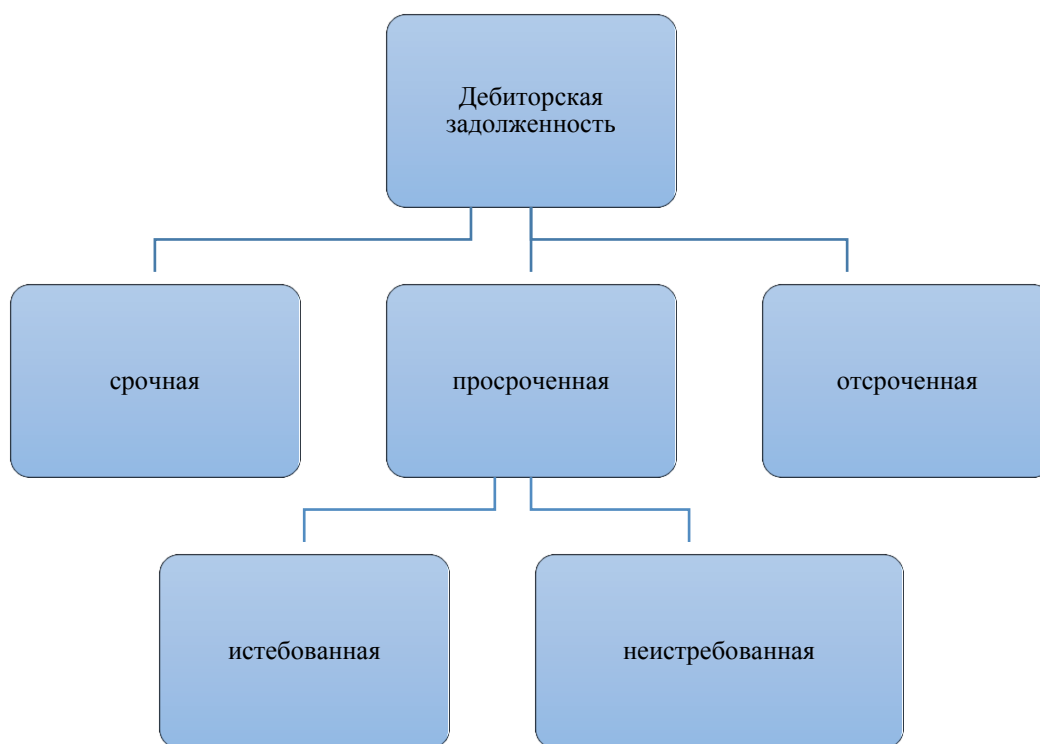 Дебиторская
задолженность
срочная
просроченная
отсроченная
истебованная
неистребованная